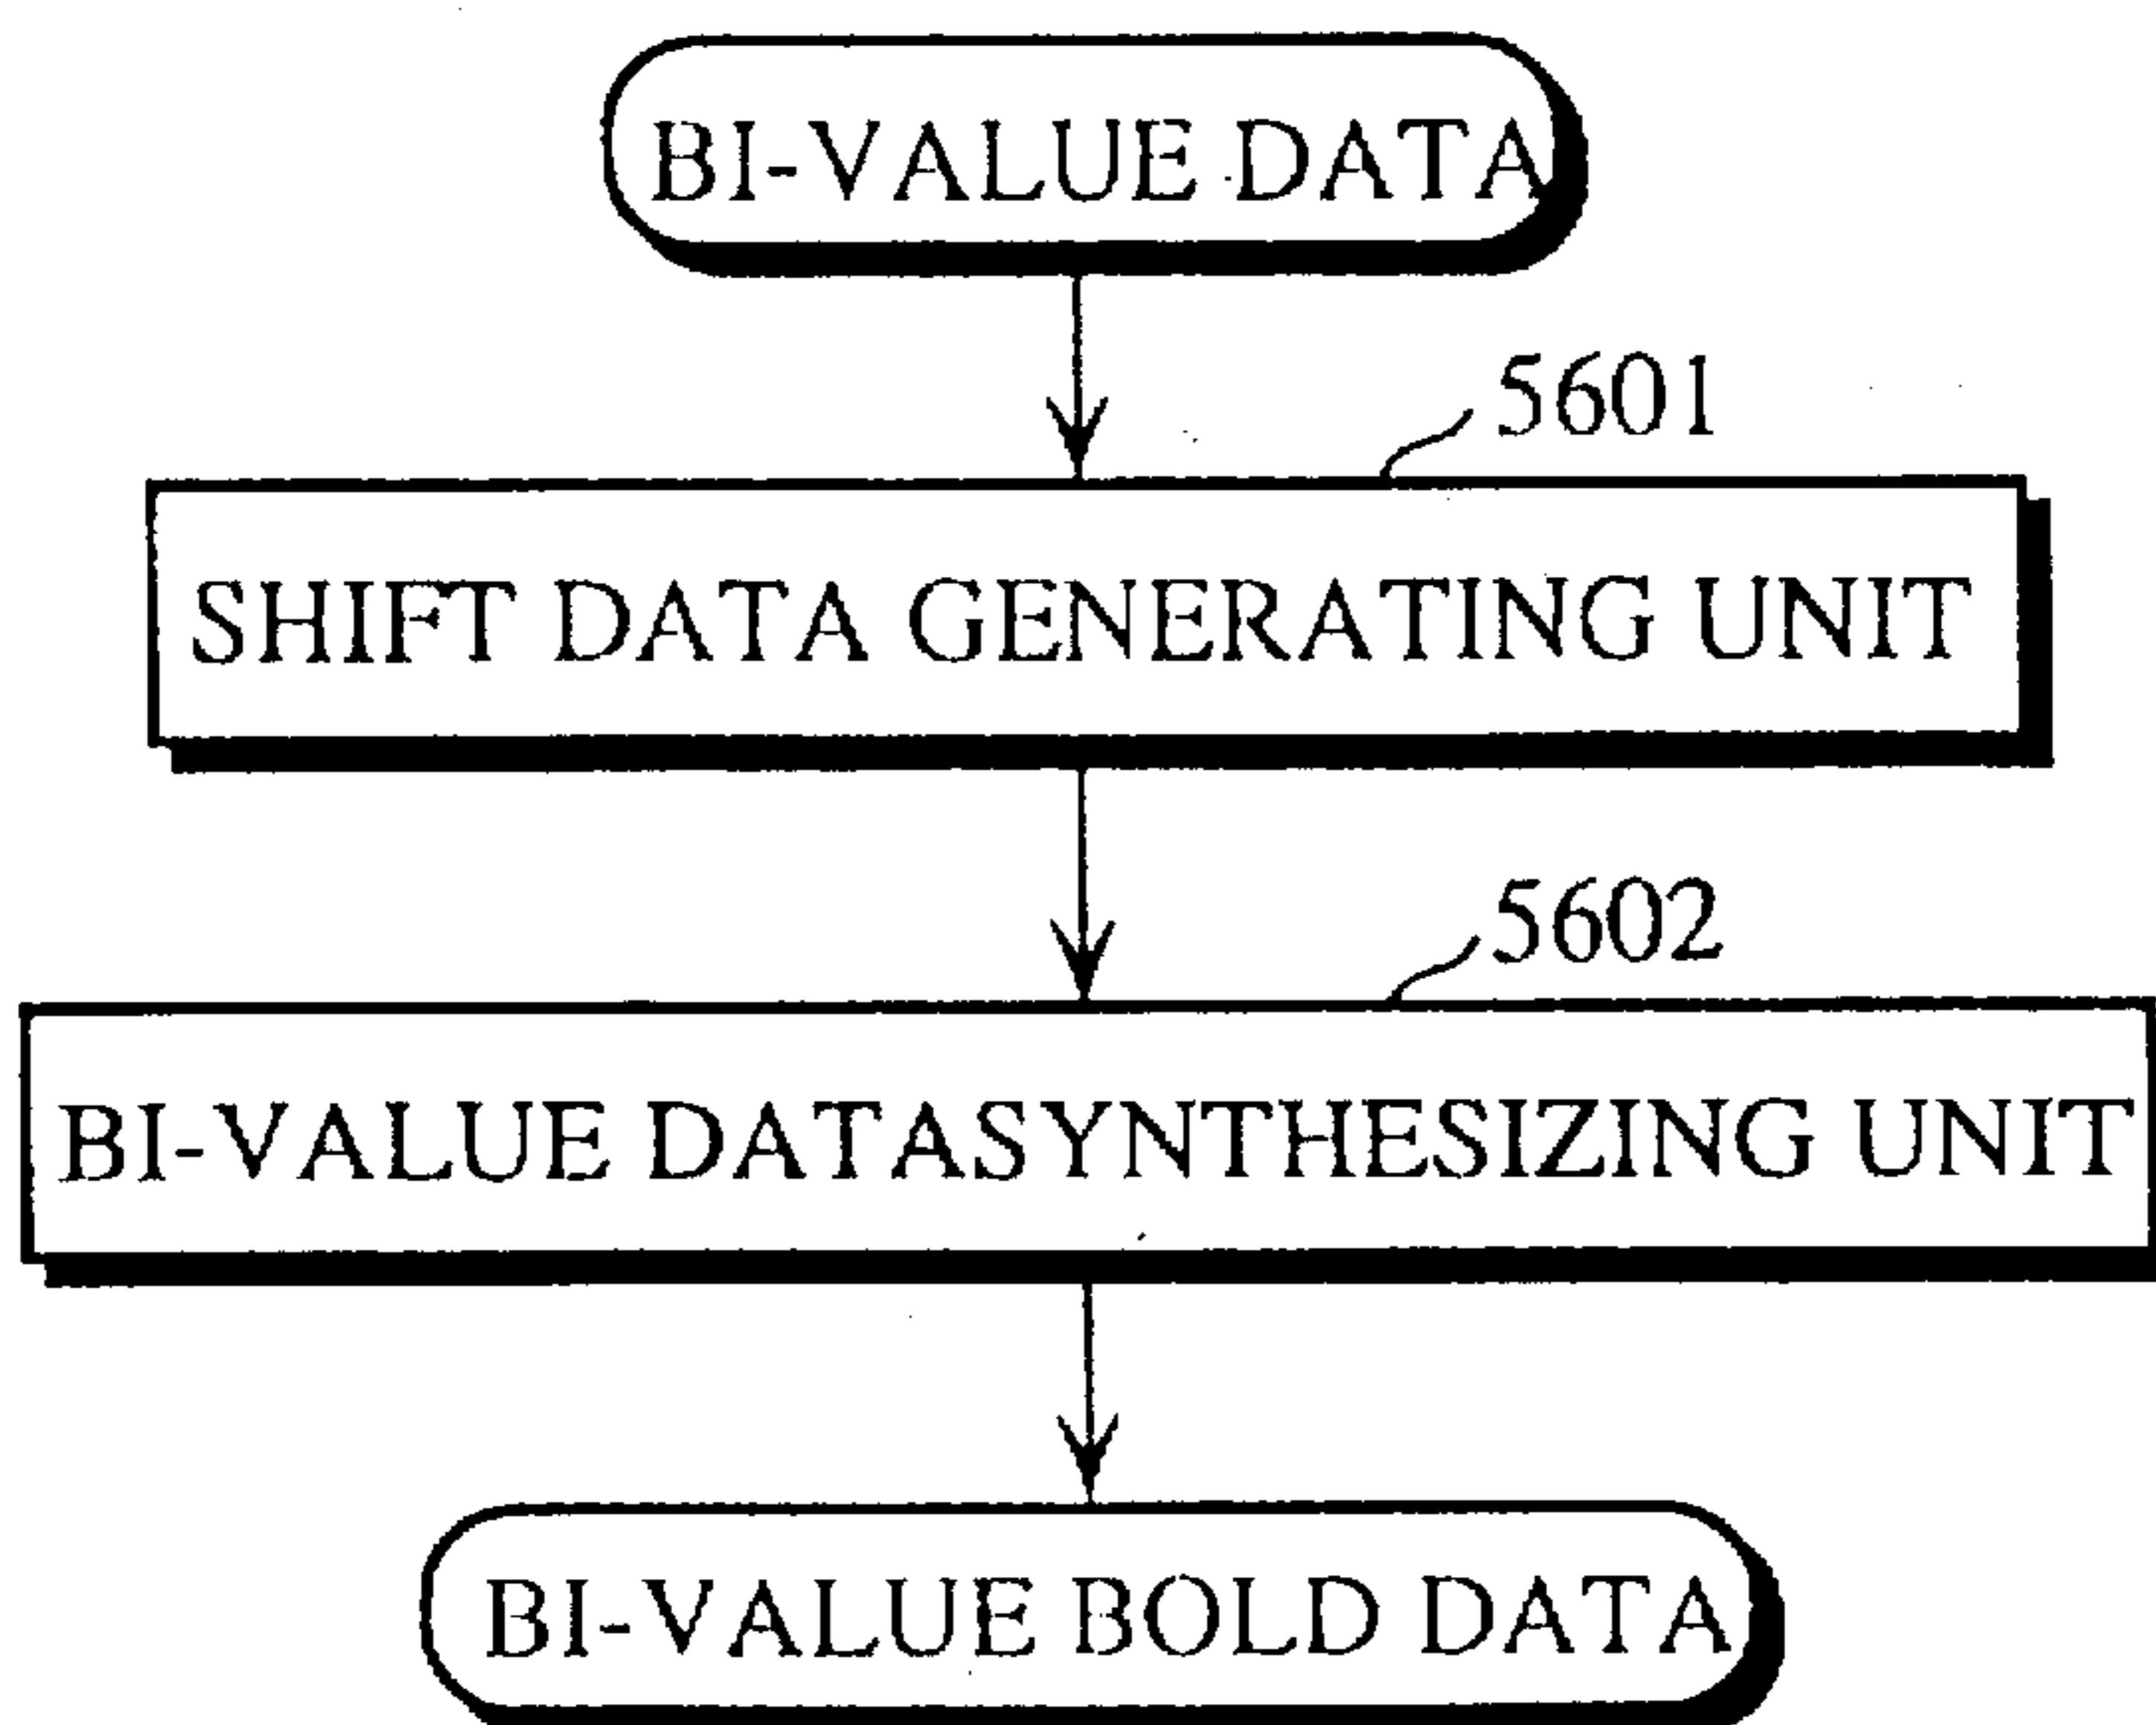 BI-VALUE DATA
5601
SHIFT DATA GENERATING UNIT
5602
BI-VALUE DATASYNTHESIZING UNIT
BI-VALUE BOLD DATA